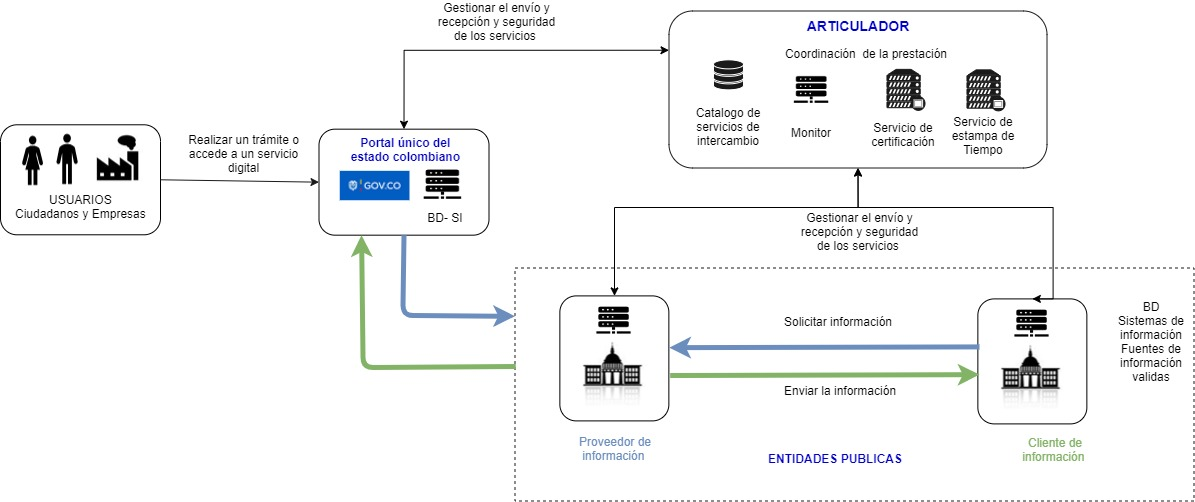 Gestionar el envío y
recepción y seguridad
de los servicios
ARTICULADOR
Coordinación de la prestación
Catalogo de
servicios de
intercambio
Monitor
Servicio de
certificación
Servicio de
estampa de
Tiempo
USUARIOS
Ciudadanos y Empresas
Realizar un trámite o
accede a un servicio
digital
Portal único del
estado colombiano
GOV.CO
BD- SI
Gestionar el envío y
recepción y seguridad
de los servicios
Solicitar información
Enviar la información
BD
Sistemas de
información
Fuentes de
información
validas
Proveedor de
información
Cliente de
información
ENTIDADES PUBLICAS